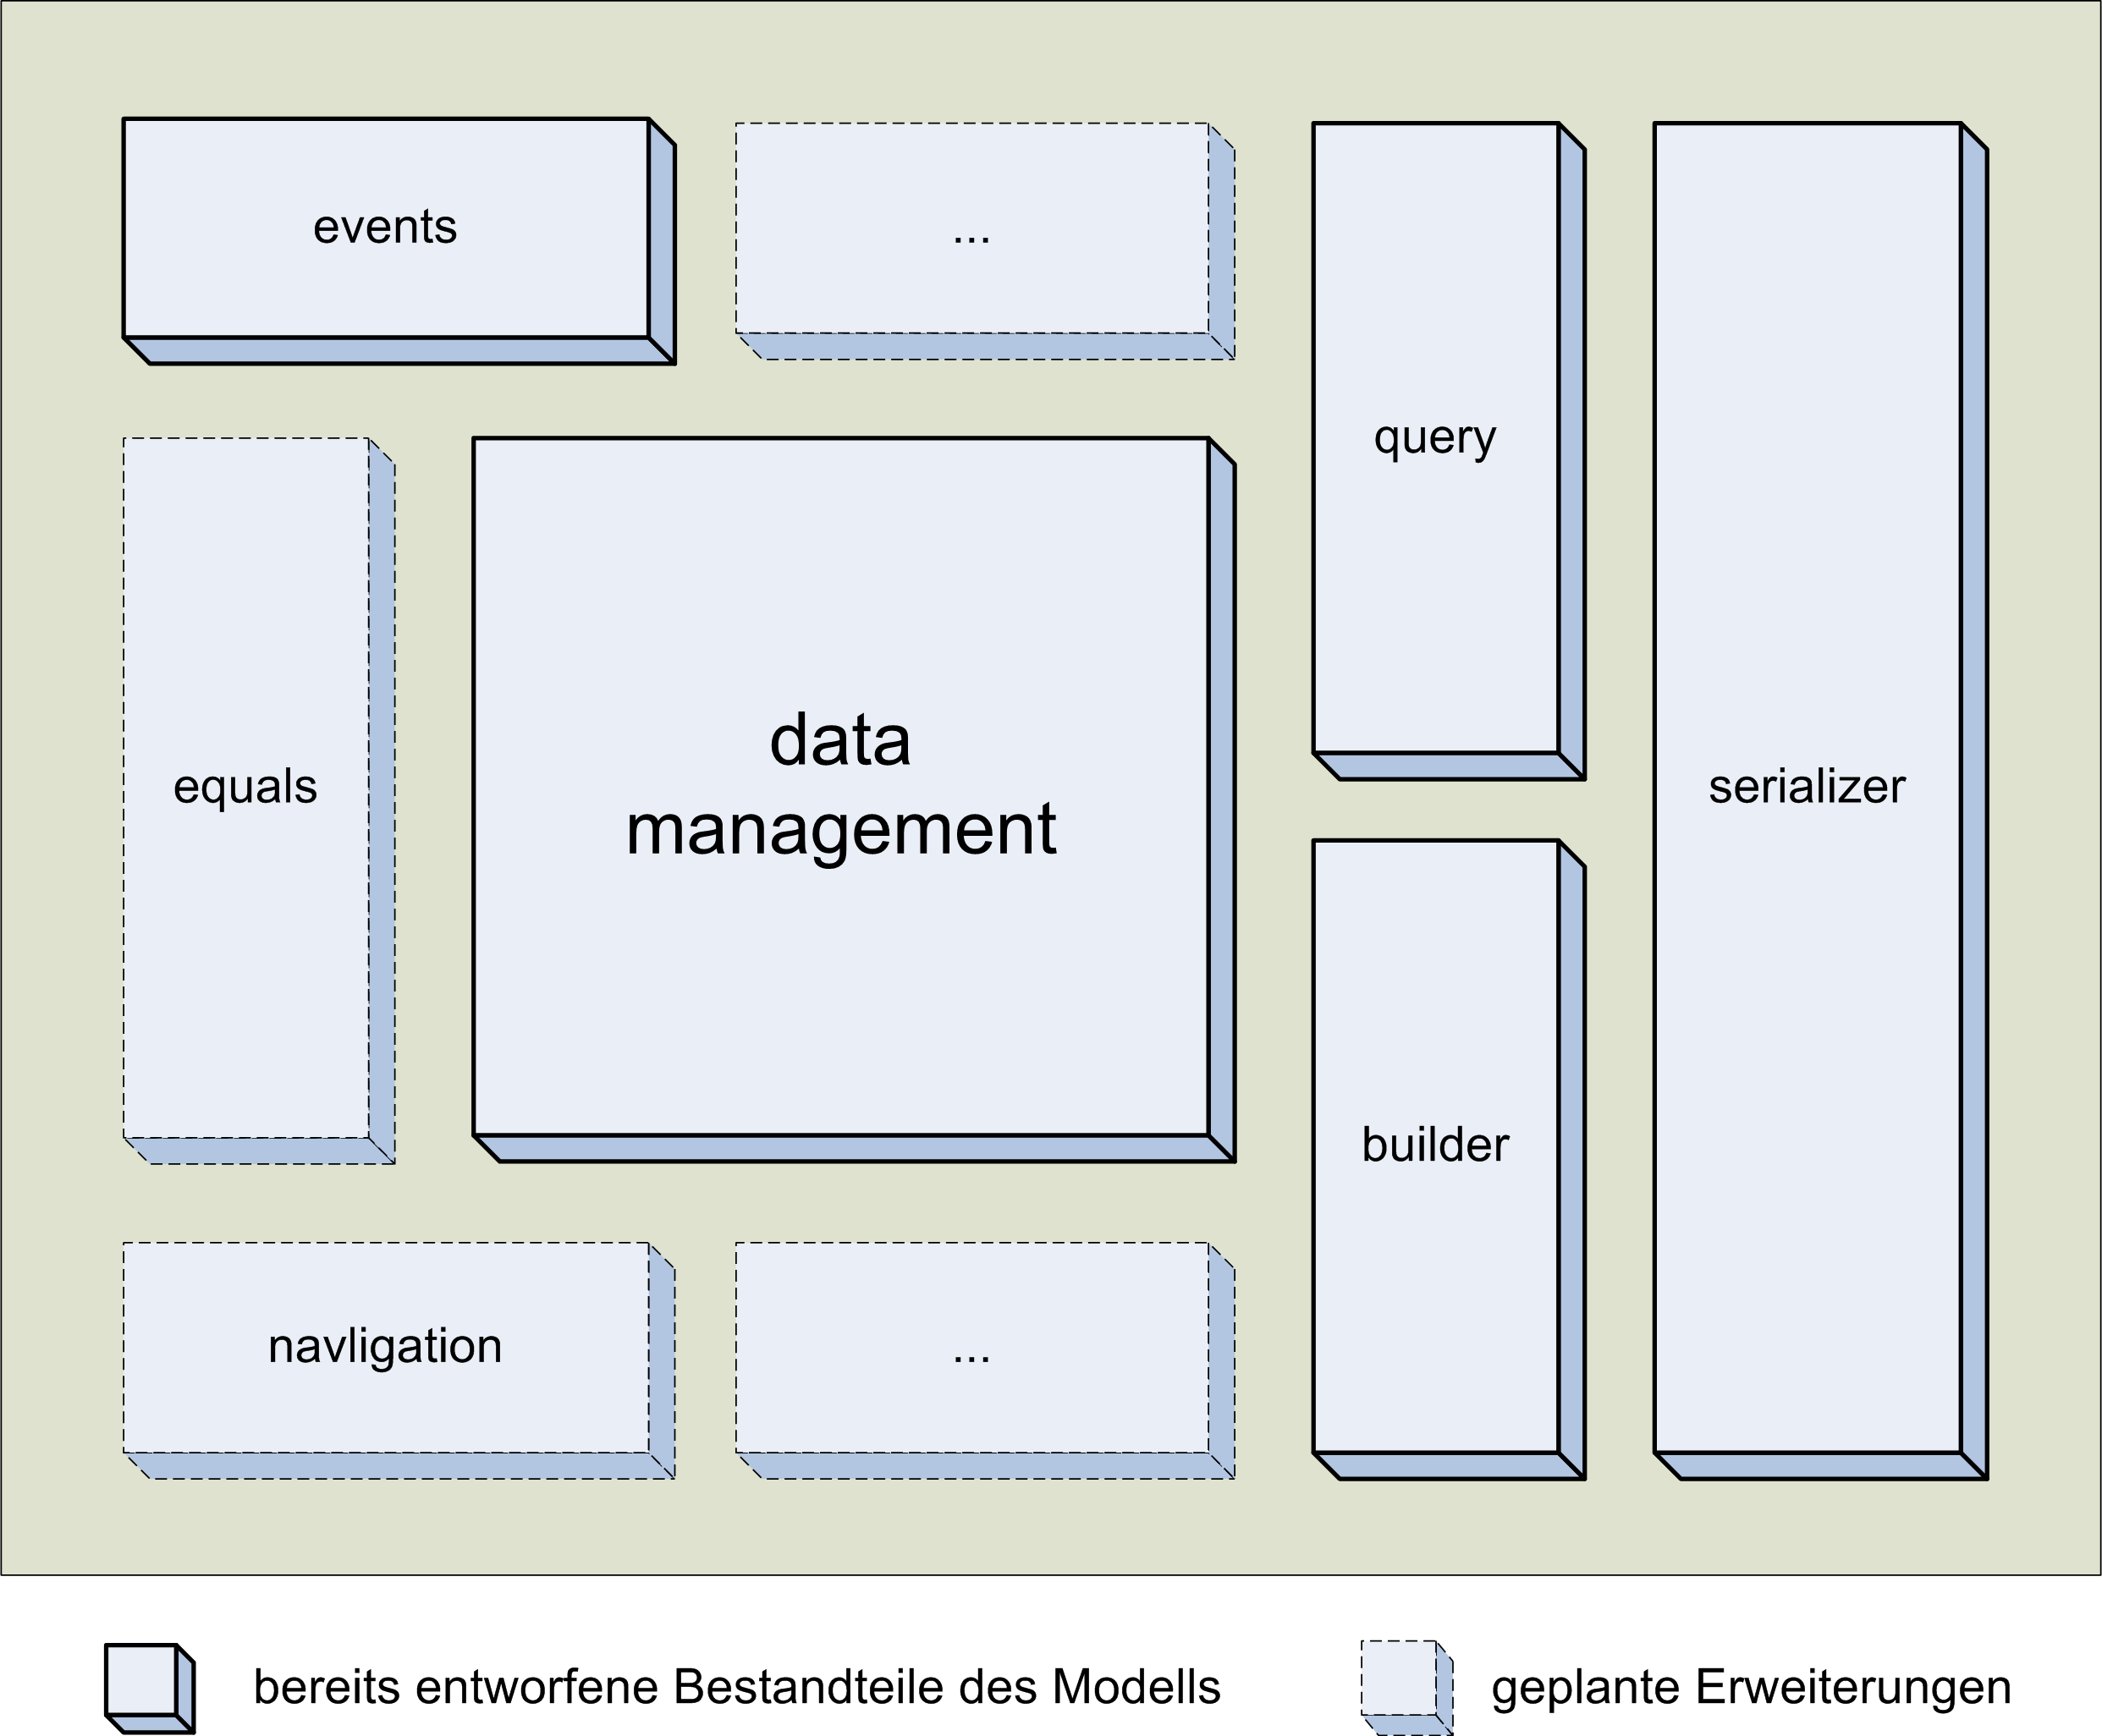 events
...
query
equals
data
management
serializer
builder
navligation
...
bereits entworfene Bestandteile des Modells
geplante Erweiterungen